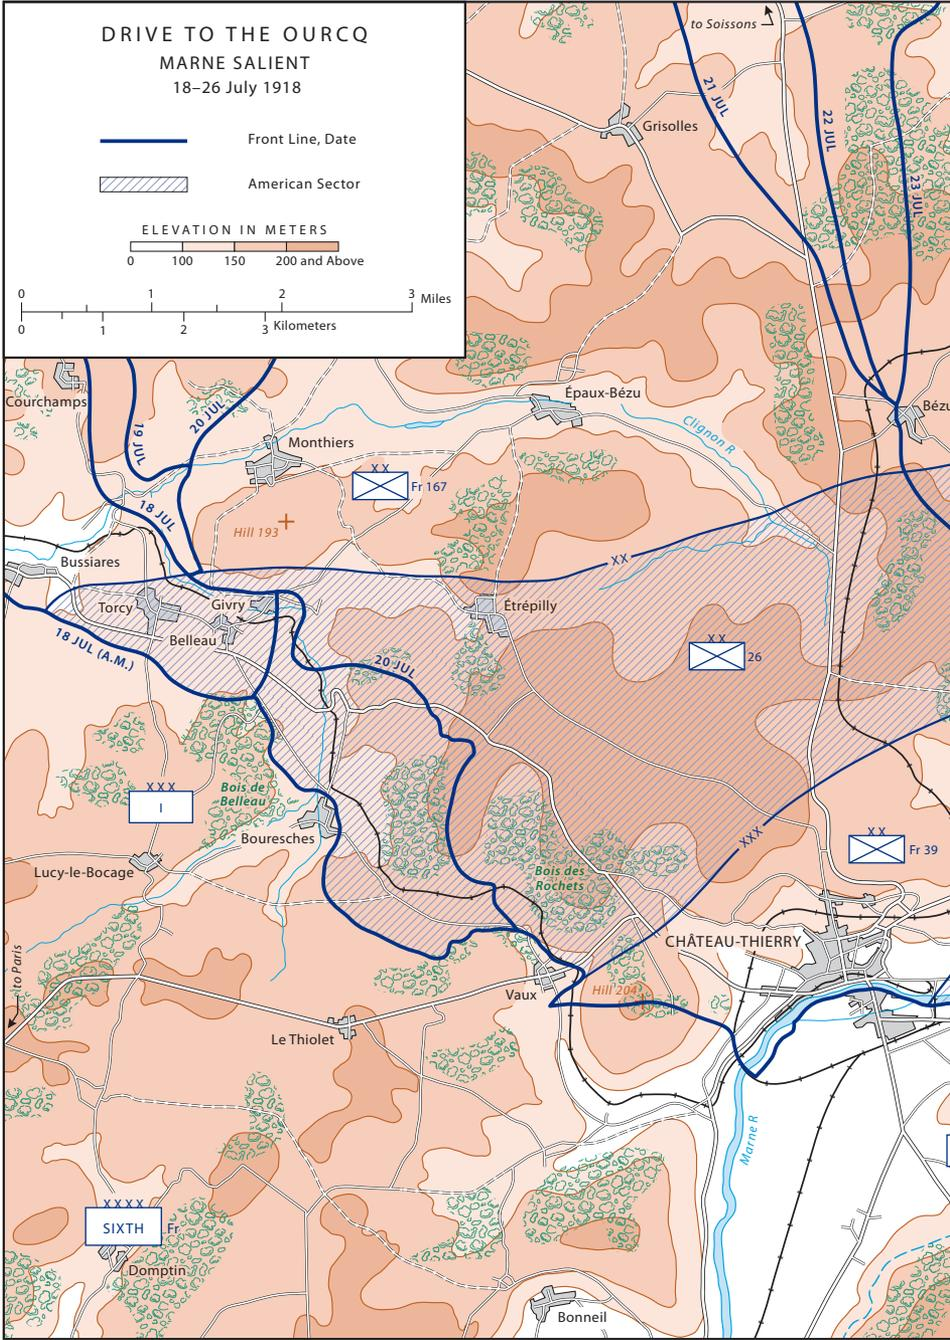 DRIVE TO THE OURCQ
MARNE SALIENT
18–26 July 1918
Front Line, Date
American Sector
ELEVATION IN METERS
0 100 150 200 and Above
0 1 2 3 Miles
0 1 2 3 Kilometers
to Soissons
21 JUL
22 JUL
23 JUL
Grisolles
Courchamps
19 JUL
20 JUL
Monthiers
Épaux-Bézu
Clignon R
XX
Fr 167
18 JUL
Hill 193
Bussiares
XX
Torcy
Givry
Étrépilly
Belleau
18 JUL (A.M.)
20 JUL
XX
26
XXX
I
Bois de
Belleau
Bouresches
Lucy-le-Bocage
Bois des
Rochets
XXX
XX
Fr 39
CHÂTEAU-THIERRY
to Paris
Vaux
Hill 204
Le Thiolet
Marne R
XXXX
SIXTH
Fr
Domptin
Bonneil